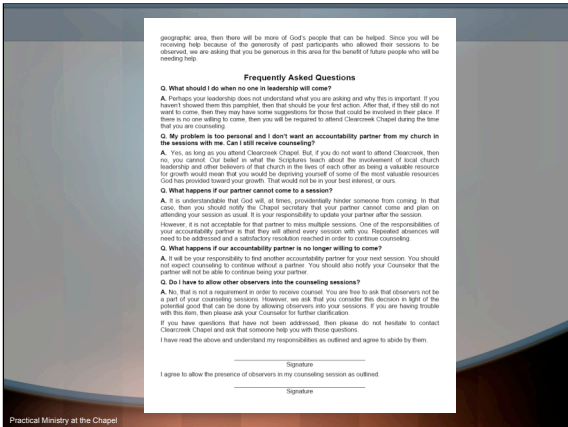 geographic area, then there will be more of God's people that can be helped. Since you will be
receiving help because of the generosity of past participants who allowed their sessions to be
observed, we are asking that you be generous in this area for the benefit of future people who will be
needing help.
Frequently Asked Questions
Q. What should I do when no one in leadership will come?
A. Perhaps your leadership does not understand what you are asking and why this is important. If you
haven't showed them this pamphlet, then that should be your first action. After that, if they still do not
want to come, then they may have some suggestions for those that could be involved in their place. If
there is no one willing to come, then you will be required to attend Clearcreek Chapel during the time
that you are counseling.
Q. My problem is too personal and I don't want an accountability partner from my church in
the sessions with me. Can I still receive counseling?
A. Yes, as long as you attend Clearcreek Chapel. But, if you do not want to attend Clearcreek, then
no, you cannot. Our belief in what the Scriptures teach about the involvement of local church
leadership and other believers of that church in the lives of each other as being a valuable resource
for growth would mean that you would be depriving yourself of some of the most valuable resources
God has provided toward your growth. That would not be in your best interest, or ours.
Q. What happens if our partner cannot come to a session?
A. It is understandable that God will, at times, providentially hinder someone from coming. In that
case, then you should notify the Chapel secretary that your partner cannot come and plan on
attending your session as usual. It is your responsibility to update your partner after the session.
However, it is not acceptable for that partner to miss multiple sessions. One of the responsibilities of
your accountability partner is that they will attend every session with you. Repeated absences will
need to be addressed and a satisfactory resolution reached in order to continue counseling.
Q. What happens if our accountability partner is no longer willing to come?
A. It will be your responsibility to find another accountability partner for your next session. You should
not expect counseling to continue without a partner. You should also notify your Counselor that the
partner will not be able to continue being your partner.
Q. Do I have to allow other observers into the counseling sessions?
A. No, that is not a requirement in order to receive counsel. You are free to ask that observers not be
a part of your counseling sessions. However, we ask that you consider this decision in light of the
potential good that can be done by allowing observers into your sessions. If you are having trouble
with this item, then please ask your Counselor for further clarification.
If you have questions that have not been addressed, then please do not hesitate to contact
Clearcreek Chapel and ask that someone help you with those questions.
I have read the above and understand my responsibilities as outlined and agree to abide by them.
Signature
I agree to allow the presence of observers in my counseling session as outlined.
Signature
Practical Ministry at the Chapel